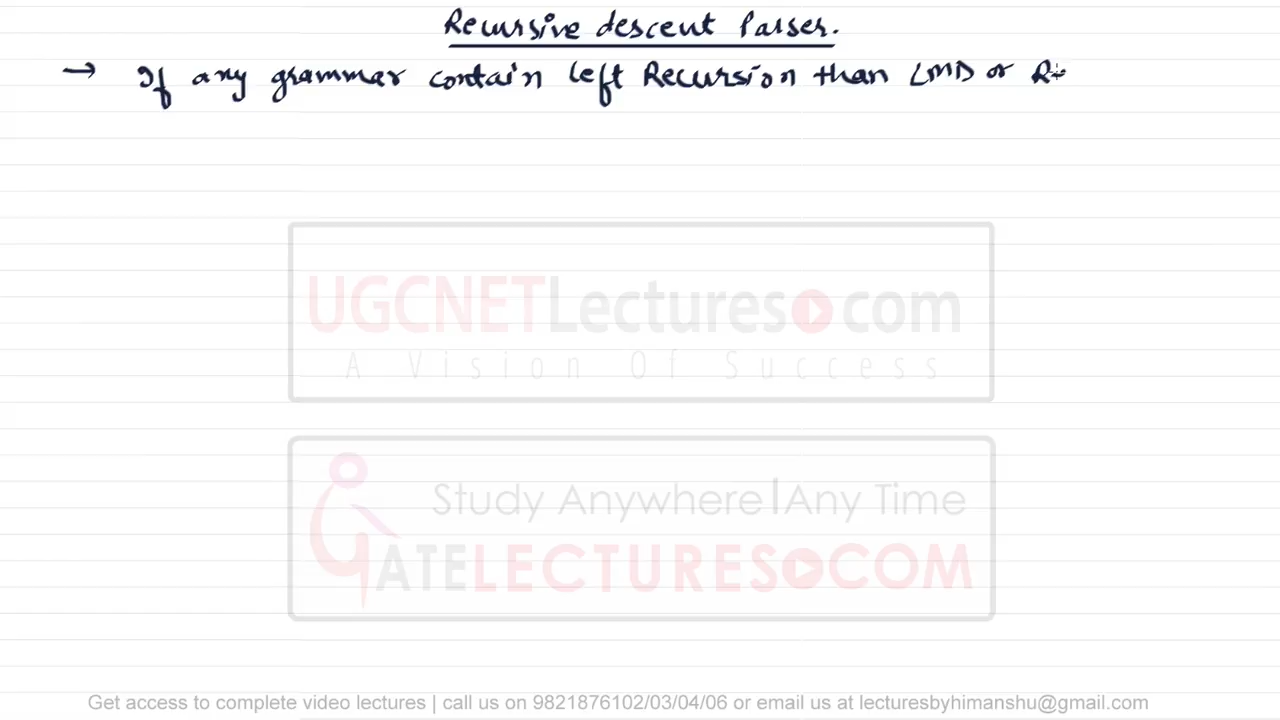 Recursive descent Parser.
→ If any grammar contain left Recursion than LMD or
UGCNETLectures.com
A Vision Of Success
Study Anywhere|Any Time
GATELECTURES.COM
Get access to complete video lectures | call us on 9821876102/03/04/06 or email us at lecturesbyhimanshu@gmail.com